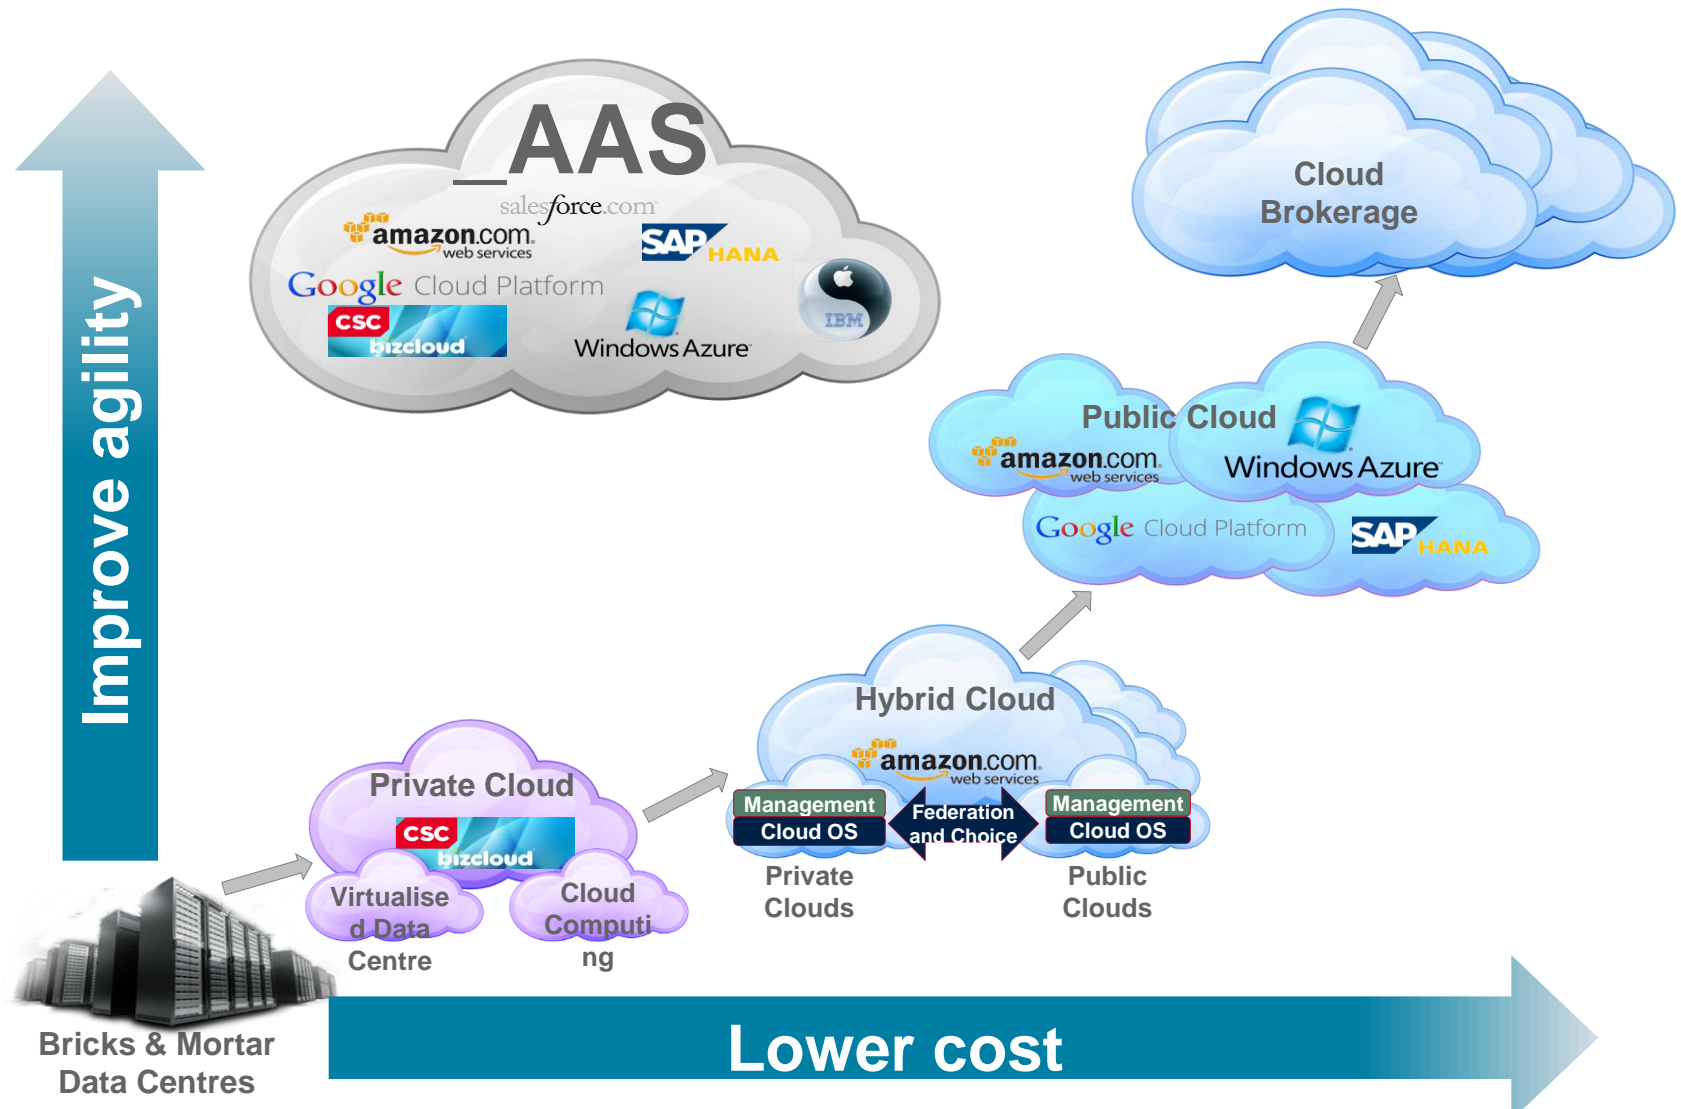 _AAS
salesforce.com
amazon.com
web services
SAP
HANA
Google Cloud Platform
CSC
bizcloud
Windows Azure
IBM
Cloud
Brokerage
Improve agility
Public Cloud
amazon.com
web services
Windows Azure
Google Cloud Platform
SAP
HANA
Hybrid Cloud
amazon.com
web services
Management
Cloud OS
Federation
and Choice
Management
Cloud OS
Private
Clouds
Public
Clouds
Private Cloud
CSC
bizcloud
Virtualise
d Data
Centre
Cloud
Computi
ng
Bricks & Mortar
Data Centres
Lower cost